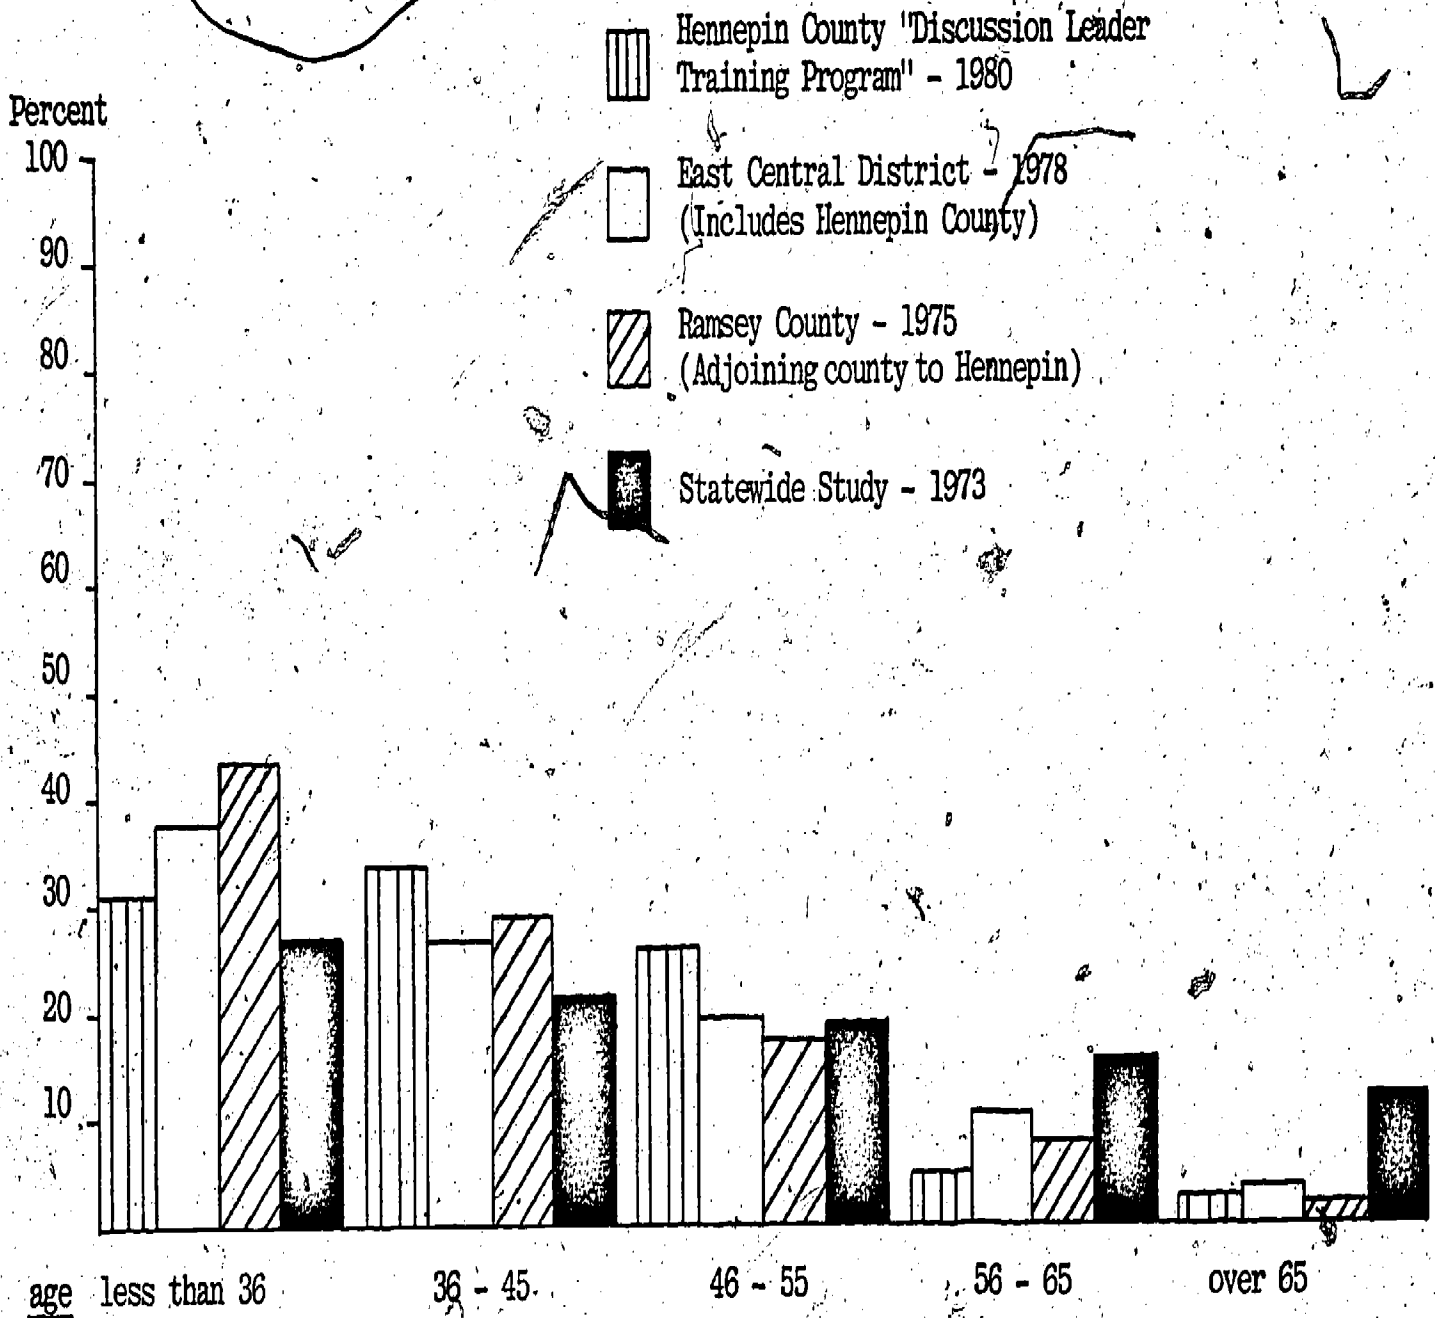 Hennepin County "Discussion Leader
Training Program" - 1980
East Central District - 1978
(Includes Hennepin County)
Ramsey County - 1975
(Adjoining county to Hennepin)
Statewide Study - 1973
Percent
100
90
80
70
60
50
40
30
20
10
age less than 36 36 - 45 46 - 55 56 - 65 over 65